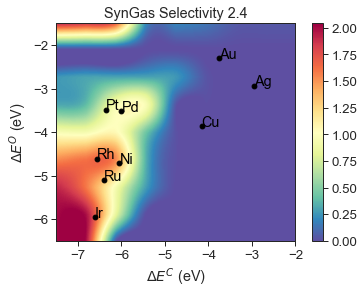 SynGas Selectivity 2.4
2.00
1.75
1.50
1.25
1.00
0.75
0.50
0.25
0.00
ΔE^O (eV)
−2
−3
−4
−5
−6
Au
Ag
Pt
Pd
Cu
Rh
Ni
Ru
Ir
−7
−6
−5
−4
−3
−2
ΔE^C (eV)